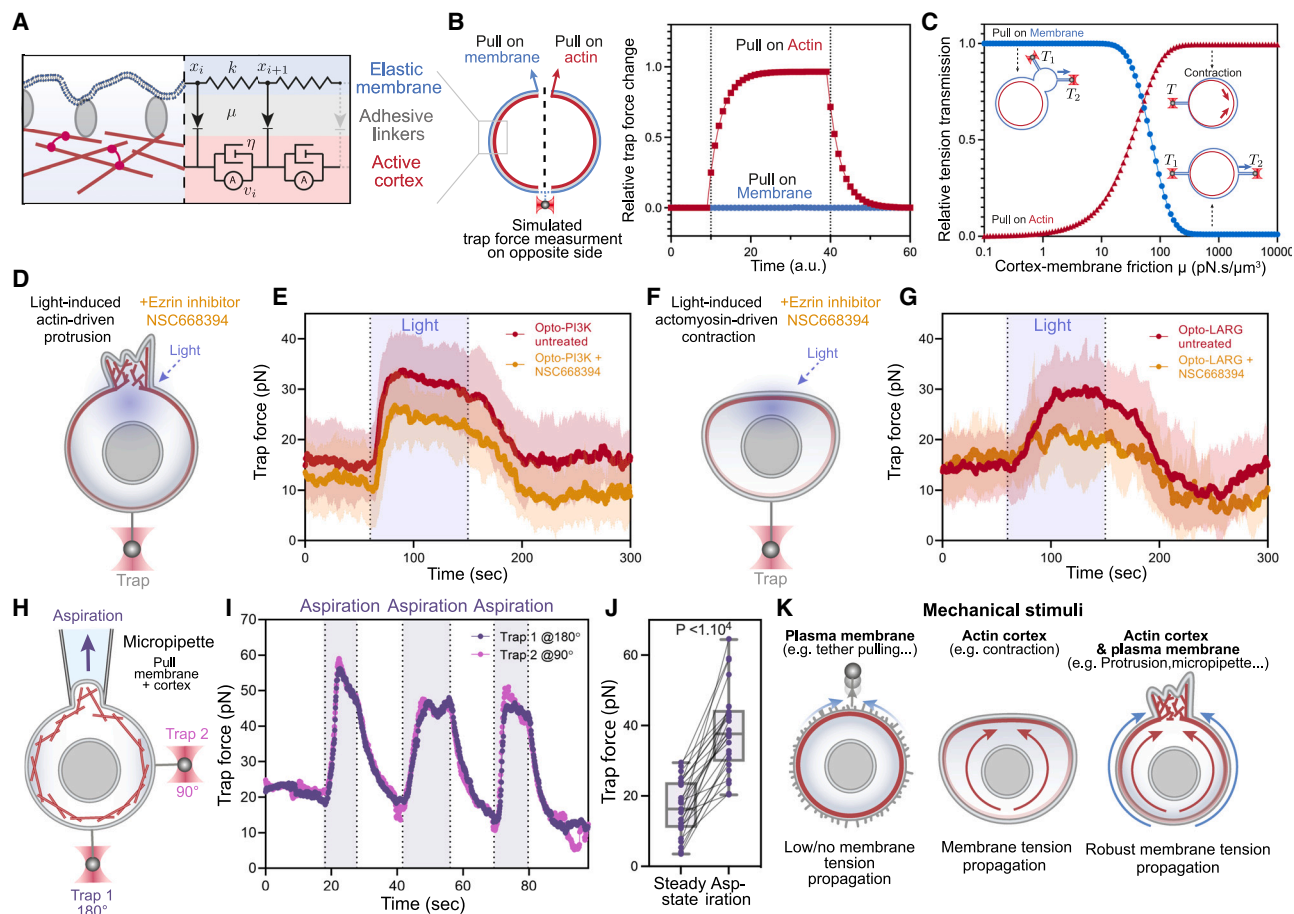 A
x_i
k
x_{i+1}
μ
η
A
A
v_i
Elastic
membrane
Adhesive
linkers
Active
cortex
B
Pull on
membrane
Pull on
actin
Simulated
trap force measurment
on opposite side
Relative trap force change
1.0
0.5
0.0
Pull on Actin
Pull on
Membrane
0
10
20
30
40
50
60
Time (a.u.)
C
Relative tension transmission
Pull on Membrane
1.0
0.5
0.0
T_1
T_2
Contraction
T
T_1
T_2
Pull on Actin
0.1
1
10
100
1000
10000
Cortex-membrane friction μ (pN.s/μm³)
D
Light-induced
actin-driven
protrusion
+Ezrin inhibitor
NSC668394
Light
Trap
E
Light
Opto-PI3K
untreated
Opto-PI3K +
NSC668394
Trap force (pN)
50
40
30
20
10
0
0
100
200
300
Time (sec)
F
Light-induced
actomyosin-driven
contraction
+Ezrin inhibitor
NSC668394
Light
Trap
G
Light
Opto-LARG
untreated
Opto-LARG +
NSC668394
Trap force (pN)
50
40
30
20
10
0
0
100
200
300
Time (sec)
H
Aspiration
Micropipette
Pull
membrane
+ cortex
Trap 2
90°
Trap 1
180°
I
Aspiration
Aspiration
Aspiration
Trap 1 @180°
Trap 2 @90°
Trap force (pN)
70
60
50
40
30
20
10
0
0
20
40
60
80
Time (sec)
J
P <1.10⁴
Trap force (pN)
60
40
20
0
Steady
state
Asp-
iration
K
Mechanical stimuli
Plasma membrane
(e.g. tether pulling...)
Low/no membrane
tension
propagation
Actin cortex
(e.g. contraction)
Membrane tension
propagation
Actin cortex
& plasma membrane
(e.g. Protrusion,micropipette...)
Robust membrane tension
propagation